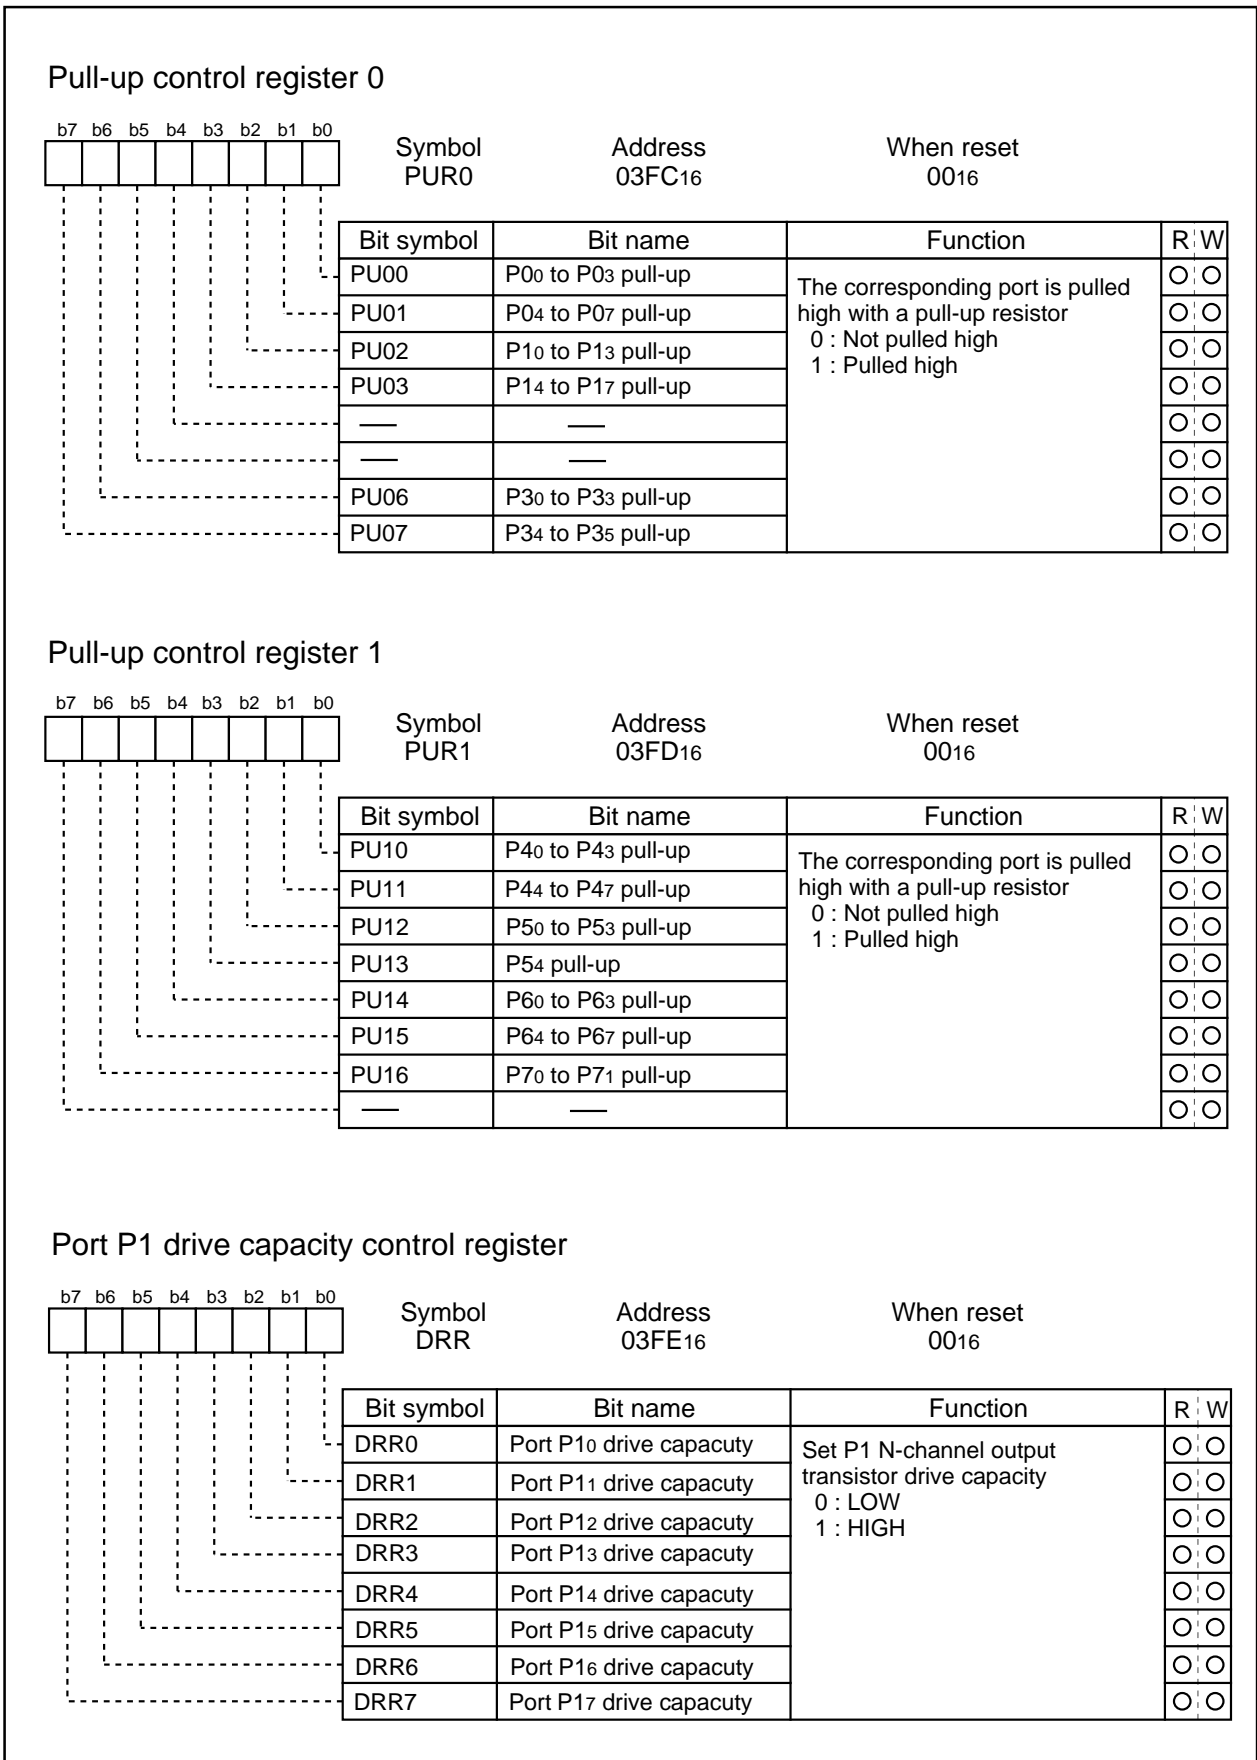 Pull-up control register 0
b7 b6 b5 b4 b3 b2 b1 b0
Symbol Address When reset
PUR0 03FC16 0016
Bit symbol Bit name Function R W
PU00 P00 to P03 pull-up
The corresponding port is pulled
high with a pull-up resistor
0 : Not pulled high
1 : Pulled high
PU01 P04 to P07 pull-up
PU02 P10 to P13 pull-up
PU03 P14 to P17 pull-up
— —
— —
PU06 P30 to P33 pull-up
PU07 P34 to P35 pull-up
Pull-up control register 1
b7 b6 b5 b4 b3 b2 b1 b0
Symbol Address When reset
PUR1 03FD16 0016
Bit symbol Bit name Function R W
PU10 P40 to P43 pull-up
The corresponding port is pulled
high with a pull-up resistor
0 : Not pulled high
1 : Pulled high
PU11 P44 to P47 pull-up
PU12 P50 to P53 pull-up
PU13 P54 pull-up
PU14 P60 to P63 pull-up
PU15 P64 to P67 pull-up
PU16 P70 to P71 pull-up
— —
Port P1 drive capacity control register
b7 b6 b5 b4 b3 b2 b1 b0
Symbol Address When reset
DRR 03FE16 0016
Bit symbol Bit name Function R W
DRR0 Port P10 drive capacuty
Set P1 N-channel output
transistor drive capacity
0 : LOW
1 : HIGH
DRR1 Port P11 drive capacuty
DRR2 Port P12 drive capacuty
DRR3 Port P13 drive capacuty
DRR4 Port P14 drive capacuty
DRR5 Port P15 drive capacuty
DRR6 Port P16 drive capacuty
DRR7 Port P17 drive capacuty